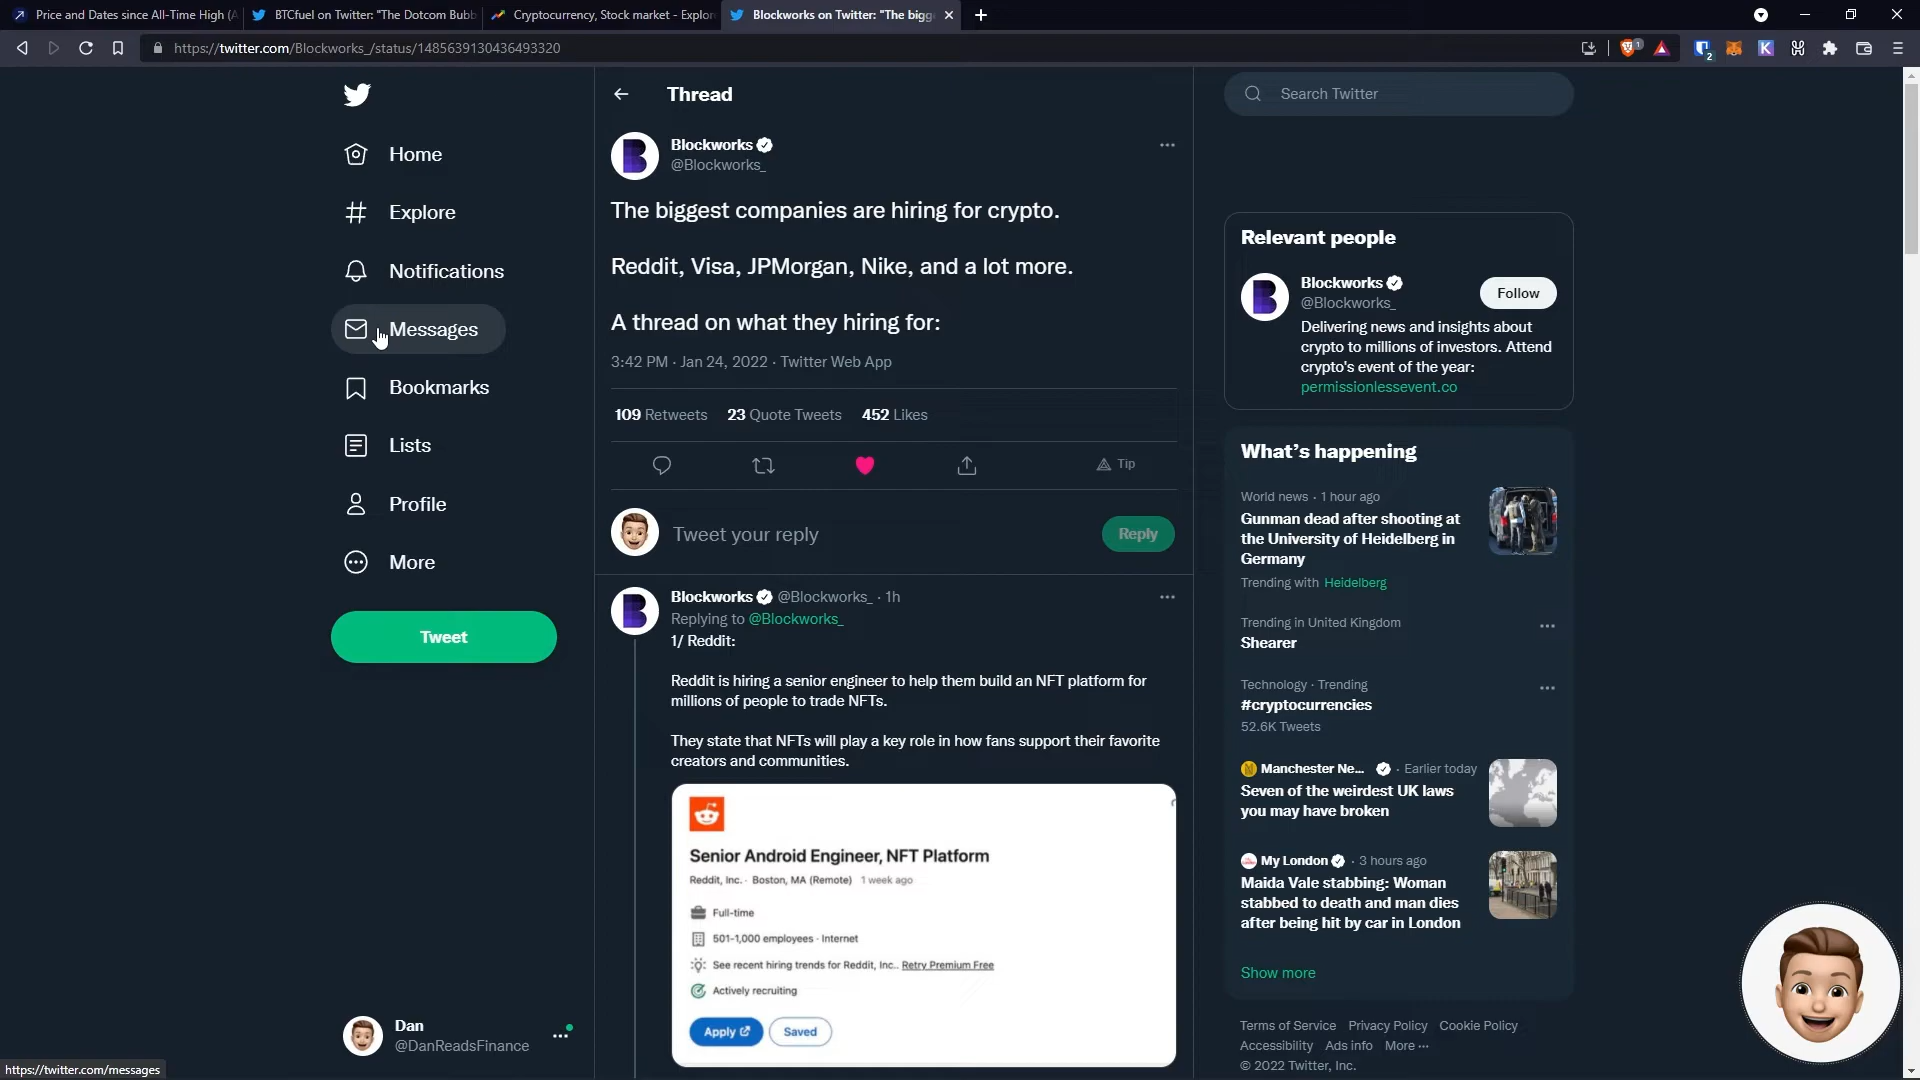 Price and Dates since All-Time High (A
BTCfuel on Twitter: "The Dotcom Bubb
Cryptocurrency, Stock market - Explor
Blockworks on Twitter: "The bigge
https://twitter.com/Blockworks_/status/1485639130436493320
1
2
K
Home
Explore
Notifications
Messages
Bookmarks
Lists
Profile
More
Tweet
Dan
@DanReadsFinance
https://twitter.com/messages
Thread
Blockworks
@Blockworks_
The biggest companies are hiring for crypto.
Reddit, Visa, JPMorgan, Nike, and a lot more.
A thread on what they hiring for:
3:42 PM · Jan 24, 2022 · Twitter Web App
109 Retweets 23 Quote Tweets 452 Likes
Tip
Tweet your reply
Reply
Blockworks @Blockworks_ · 1h
Replying to @Blockworks_
1/ Reddit:
Reddit is hiring a senior engineer to help them build an NFT platform for
millions of people to trade NFTs.
They state that NFTs will play a key role in how fans support their favorite
creators and communities.
Senior Android Engineer, NFT Platform
Reddit, Inc. · Boston, MA (Remote) 1 week ago
Full-time
501-1,000 employees · Internet
See recent hiring trends for Reddit, Inc.. Retry Premium Free
Actively recruiting
Apply
Saved
Search Twitter
Relevant people
Blockworks
@Blockworks_
Follow
Delivering news and insights about
crypto to millions of investors. Attend
crypto's event of the year:
permissionlessevent.co
What's happening
World news · 1 hour ago
Gunman dead after shooting at
the University of Heidelberg in
Germany
Trending with Heidelberg
Trending in United Kingdom
Shearer
Technology · Trending
#cryptocurrencies
52.6K Tweets
Manchester Ne... · Earlier today
Seven of the weirdest UK laws
you may have broken
My London · 3 hours ago
Maida Vale stabbing: Woman
stabbed to death and man dies
after being hit by car in London
Show more
Terms of Service Privacy Policy Cookie Policy
Accessibility Ads info More ···
© 2022 Twitter, Inc.